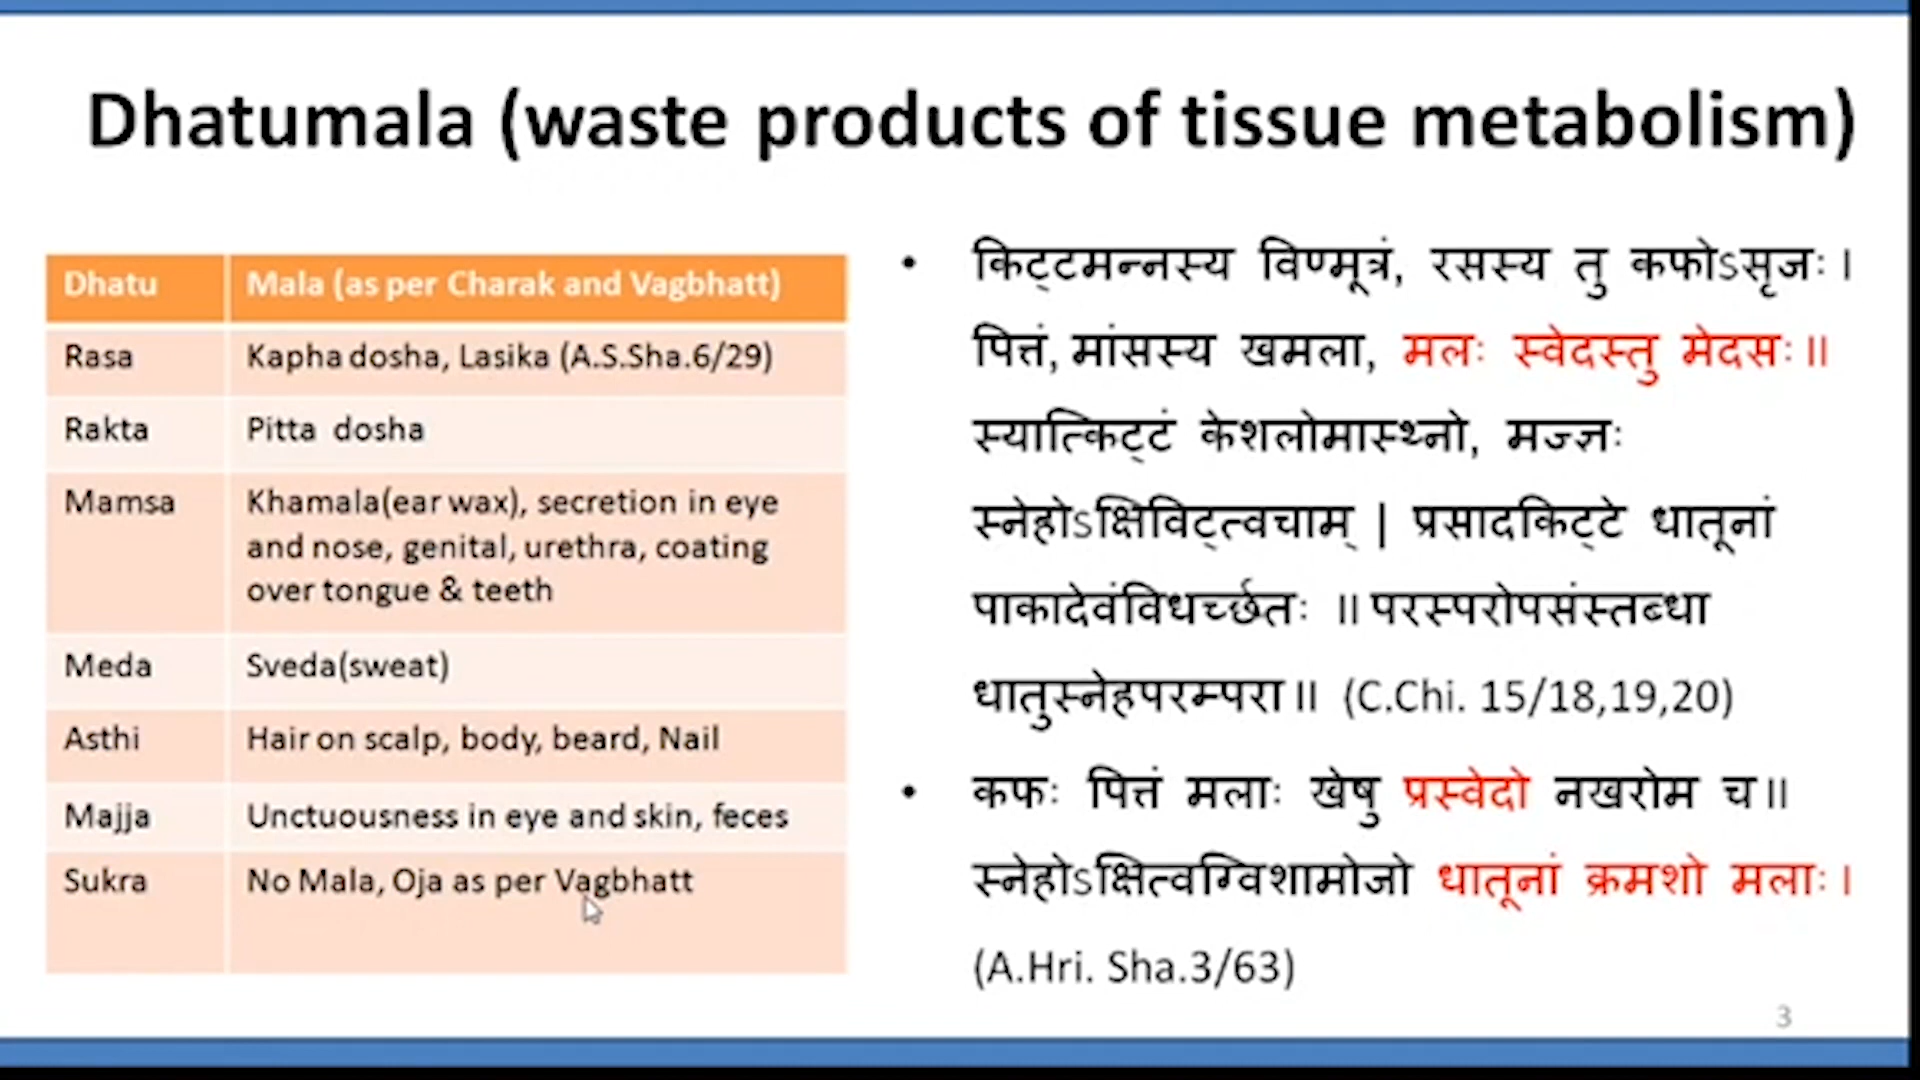 Dhatumala (waste products of tissue metabolism)
Dhatu Mala (as per Charak and Vagbhatt)
Rasa Kapha dosha, Lasika (A.S.Sha.6/29)
Rakta Pitta dosha
Mamsa Khamala(ear wax), secretion in eye
and nose, genital, urethra, coating
over tongue & teeth
Meda Sveda(sweat)
Asthi Hair on scalp, body, beard, Nail
Majja Unctuousness in eye and skin, feces
Sukra No Mala, Oja as per Vagbhatt
• किट्टमन्नस्य विण्मूत्रं, रसस्य तु कफोऽसृजः ।
पित्तं, मांसस्य खमला, मलः स्वेदस्तु मेदसः ॥
स्यात्किट्टं केशलोमास्थ्नो, मज्ज्ञः
स्नेहोऽक्षिविट्त्वचाम् | प्रसादकिट्टे धातूनां
पाकादेवंविधर्च्छतः ॥ परस्परोपसंस्तब्धा
धातुस्नेहपरम्परा ॥ (C.Chi. 15/18,19,20)
• कफः पित्तं मलाः खेषु प्रस्वेदो नखरोम च ॥
स्नेहोऽक्षित्वग्विशामोजो धातूनां क्रमशो मलाः ।
(A.Hri. Sha.3/63)
3